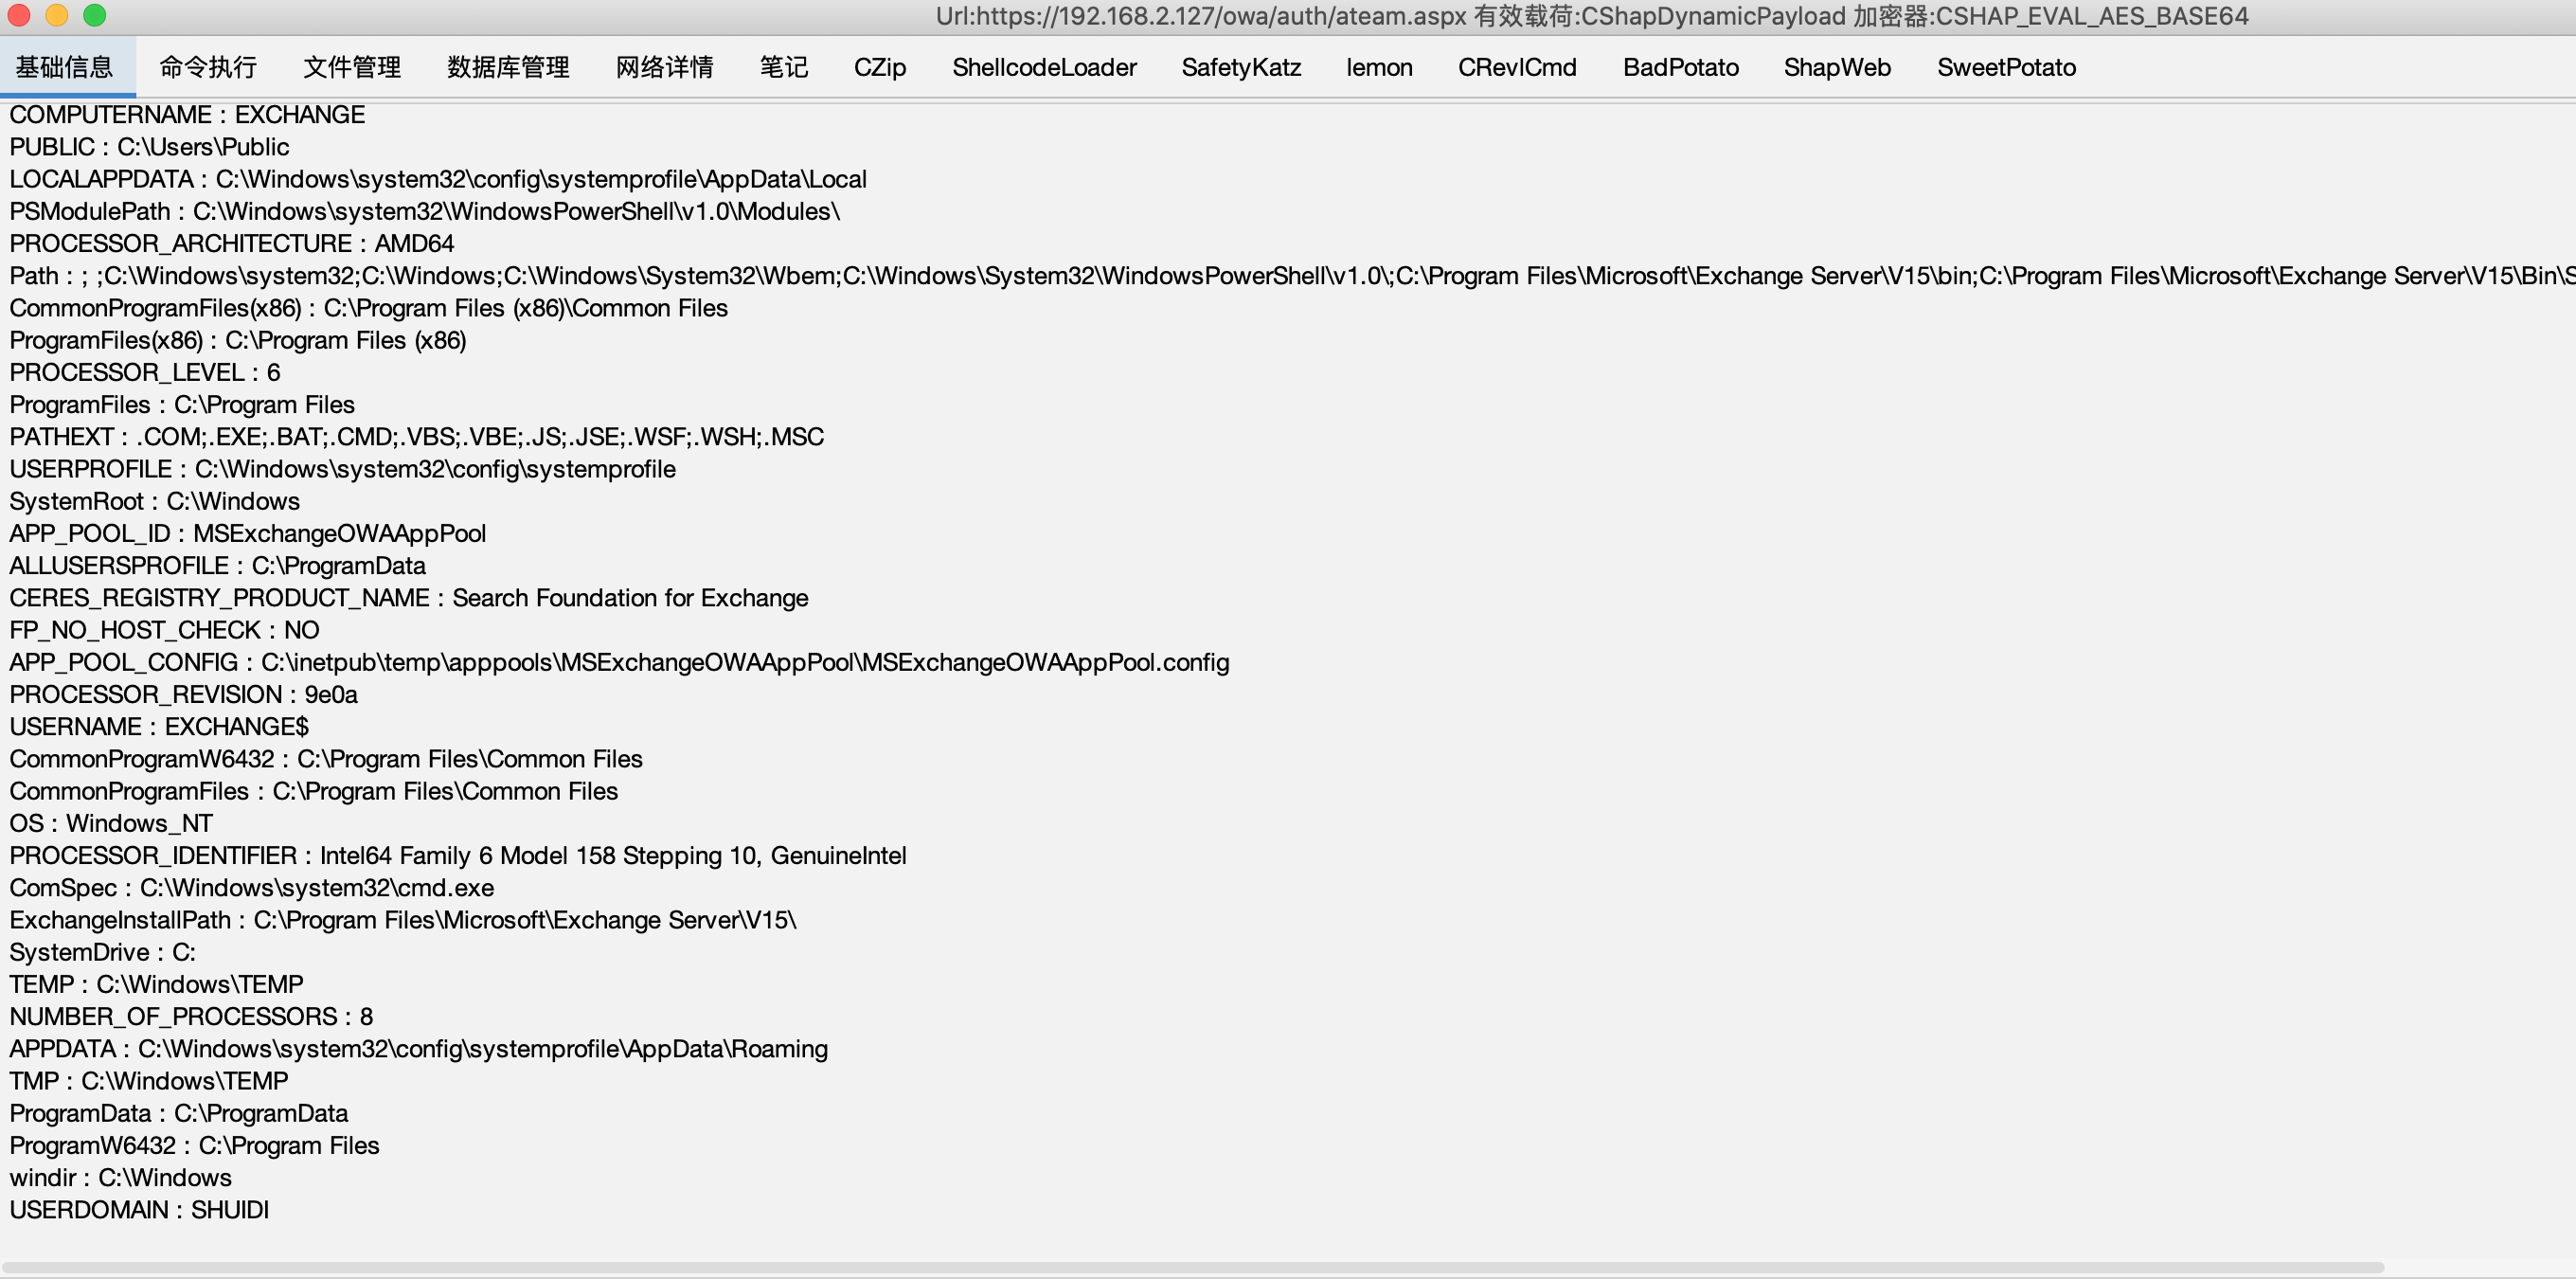 Url:https://192.168.2.127/owa/auth/ateam.aspx 有效载荷:CShapDynamicPayload 加密器:CSHAP_EVAL_AES_BASE64
基础信息 命令执行 文件管理 数据库管理 网络详情 笔记 CZip ShellcodeLoader SafetyKatz lemon CRevlCmd BadPotato ShapWeb SweetPotato
COMPUTERNAME : EXCHANGE
PUBLIC : C:\Users\Public
LOCALAPPDATA : C:\Windows\system32\config\systemprofile\AppData\Local
PSModulePath : C:\Windows\system32\WindowsPowerShell\v1.0\Modules\
PROCESSOR_ARCHITECTURE : AMD64
Path : ; ;C:\Windows\system32;C:\Windows;C:\Windows\System32\Wbem;C:\Windows\System32\WindowsPowerShell\v1.0\;C:\Program Files\Microsoft\Exchange Server\V15\bin;C:\Program Files\Microsoft\Exchange Server\V15\Bin\S
CommonProgramFiles(x86) : C:\Program Files (x86)\Common Files
ProgramFiles(x86) : C:\Program Files (x86)
PROCESSOR_LEVEL : 6
ProgramFiles : C:\Program Files
PATHEXT : .COM;.EXE;.BAT;.CMD;.VBS;.VBE;.JS;.JSE;.WSF;.WSH;.MSC
USERPROFILE : C:\Windows\system32\config\systemprofile
SystemRoot : C:\Windows
APP_POOL_ID : MSExchangeOWAAppPool
ALLUSERSPROFILE : C:\ProgramData
CERES_REGISTRY_PRODUCT_NAME : Search Foundation for Exchange
FP_NO_HOST_CHECK : NO
APP_POOL_CONFIG : C:\inetpub\temp\apppools\MSExchangeOWAAppPool\MSExchangeOWAAppPool.config
PROCESSOR_REVISION : 9e0a
USERNAME : EXCHANGE$
CommonProgramW6432 : C:\Program Files\Common Files
CommonProgramFiles : C:\Program Files\Common Files
OS : Windows_NT
PROCESSOR_IDENTIFIER : Intel64 Family 6 Model 158 Stepping 10, GenuineIntel
ComSpec : C:\Windows\system32\cmd.exe
ExchangeInstallPath : C:\Program Files\Microsoft\Exchange Server\V15\
SystemDrive : C:
TEMP : C:\Windows\TEMP
NUMBER_OF_PROCESSORS : 8
APPDATA : C:\Windows\system32\config\systemprofile\AppData\Roaming
TMP : C:\Windows\TEMP
ProgramData : C:\ProgramData
ProgramW6432 : C:\Program Files
windir : C:\Windows
USERDOMAIN : SHUIDI